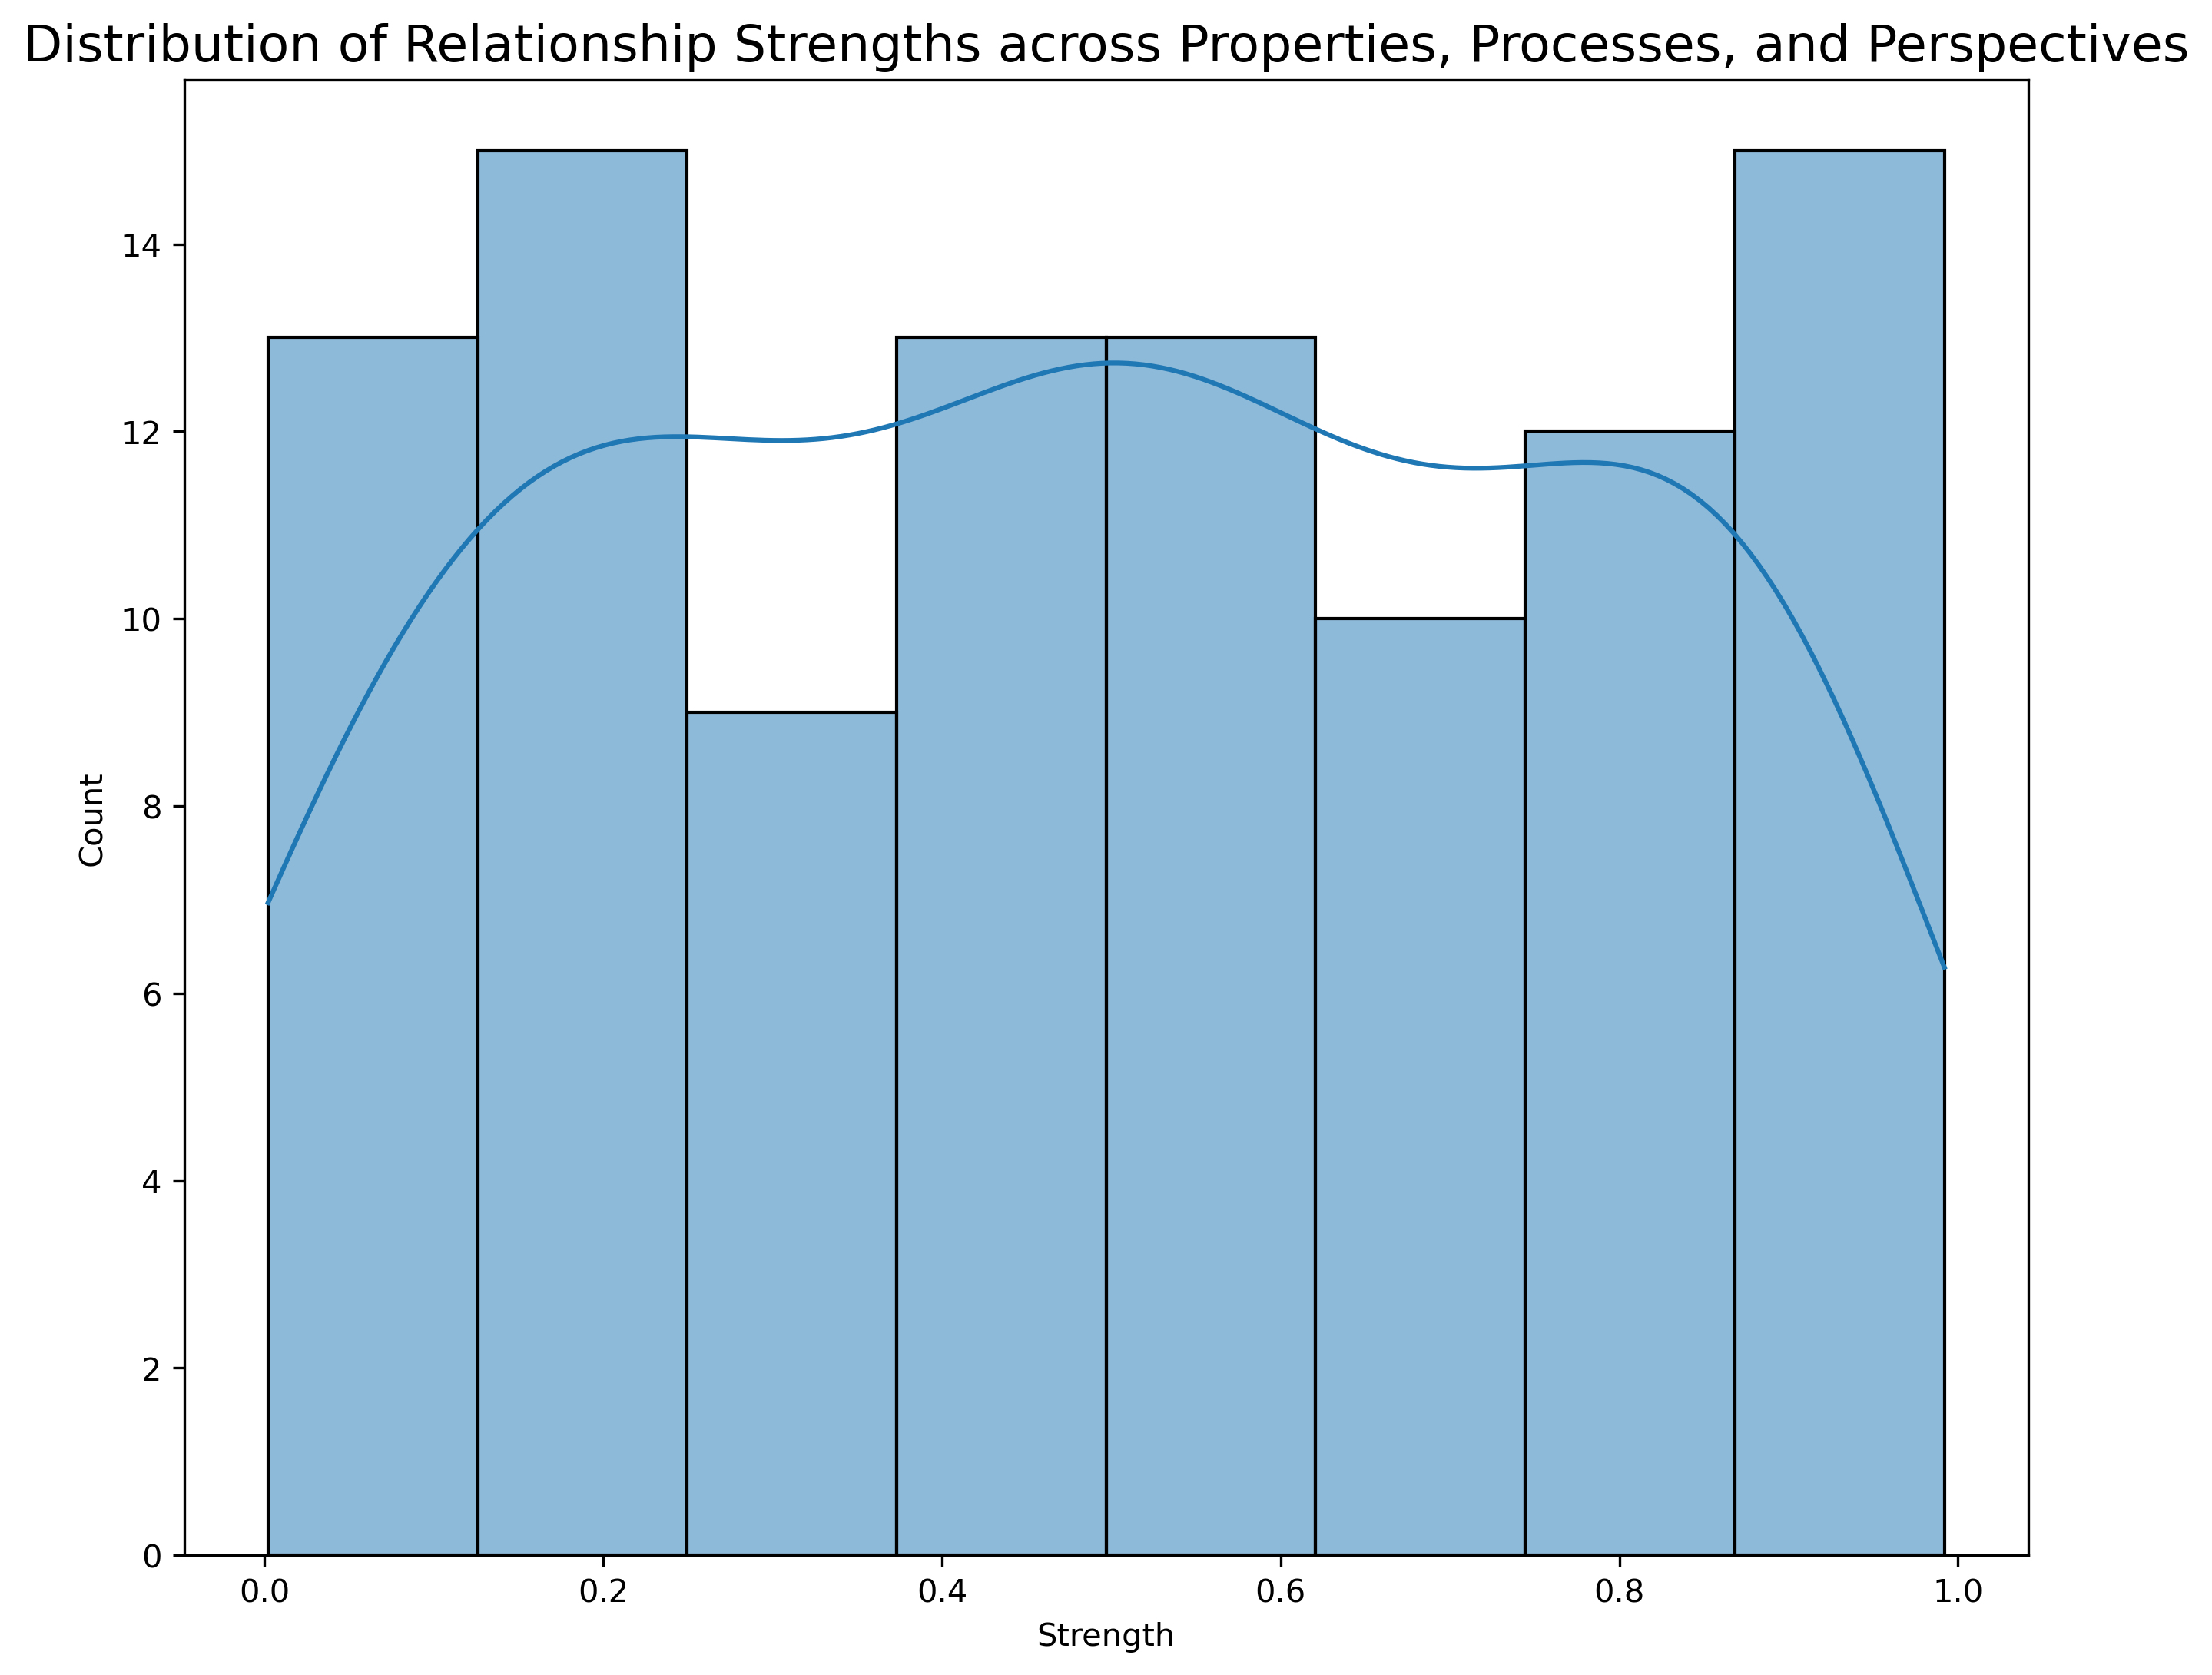 Distribution of Relationship Strengths across Properties, Processes, and Perspectives
14
12
10
8
6
4
2
0
Count
0.0 0.2 0.4 0.6 0.8 1.0
Strength